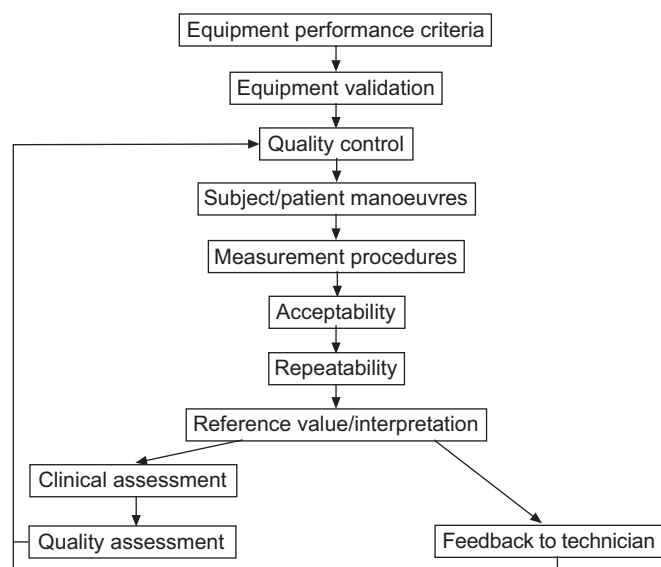 Equipment performance criteria
Equipment validation
Quality control
Subject/patient manoeuvres
Measurement procedures
Acceptability
Repeatability
Reference value/interpretation
Clinical assessment
Quality assessment
Feedback to technician